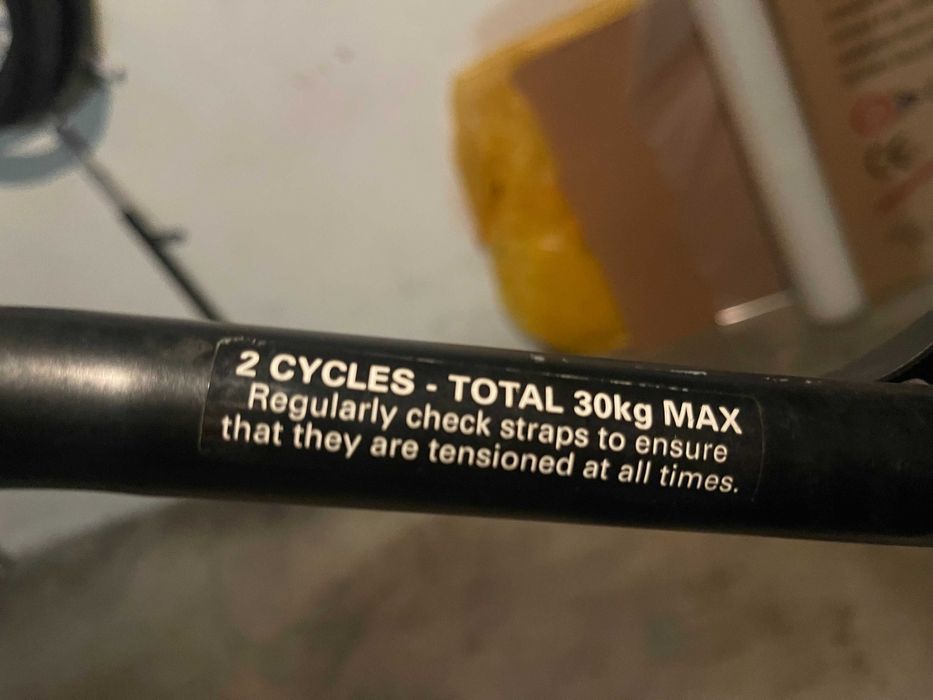 2 CYCLES - TOTAL 30kg MAX
Regularly check straps to ensure
that they are tensioned at all times.